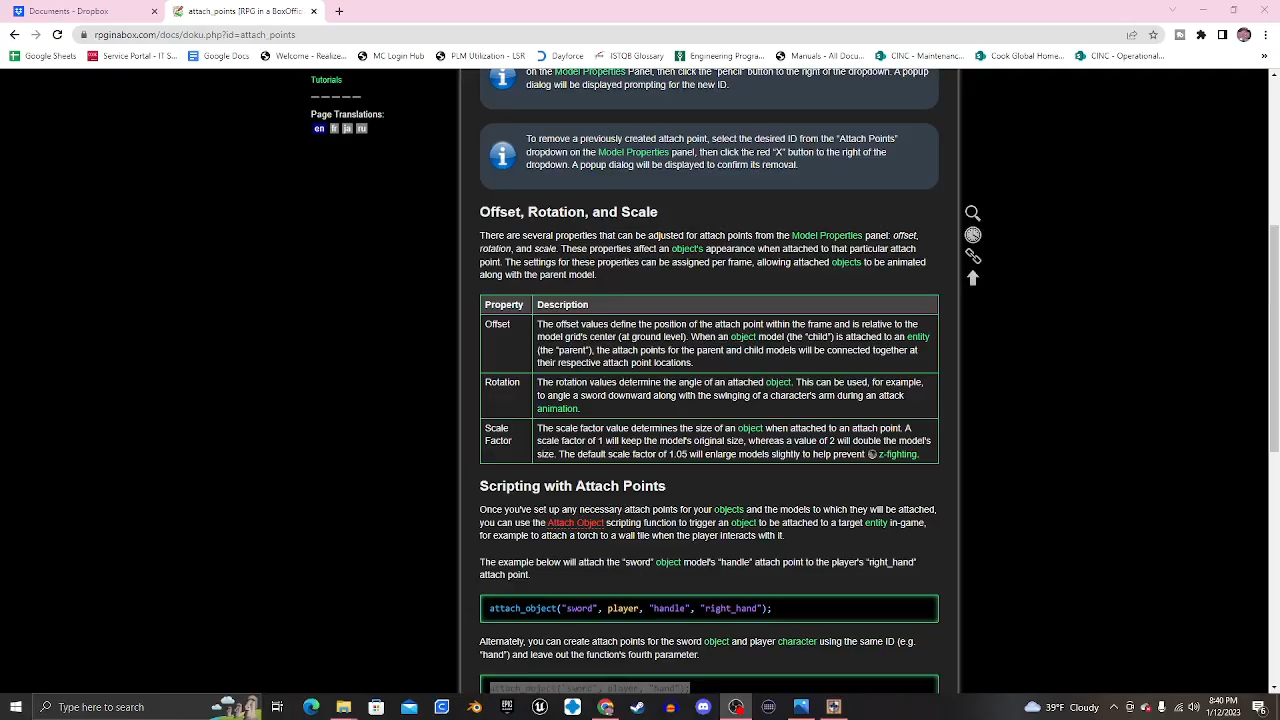 Documents - Dropbox
attach_points [RPG in a BoxOffic
rpginabox.com/docs/doku.php?id=attach_points
Google Sheets
Service Portal - IT S...
Google Docs
Welcome - Realize...
MC Login Hub
PLM Utilization - LSR
Dayforce
ISTQB Glossary
Engineering Progra...
Manuals - All Docu...
CINC - Maintenanc...
Cook Global Home...
CINC - Operational...
»
Tutorials
Page Translations:
en fr ja ru
on the Model Properties Panel, then click the "pencil" button to the right of the dropdown. A popup
dialog will be displayed prompting for the new ID.
To remove a previously created attach point, select the desired ID from the “Attach Points”
dropdown on the Model Properties panel, then click the red “X” button to the right of the
dropdown. A popup dialog will be displayed to confirm its removal.
Offset, Rotation, and Scale
There are several properties that can be adjusted for attach points from the Model Properties panel: offset,
rotation, and scale. These properties affect an object's appearance when attached to that particular attach
point. The settings for these properties can be assigned per frame, allowing attached objects to be animated
along with the parent model.
Property Description
Offset
The offset values define the position of the attach point within the frame and is relative to the
model grid's center (at ground level). When an object model (the “child”) is attached to an entity
(the “parent”), the attach points for the parent and child models will be connected together at
their respective attach point locations.
Rotation
The rotation values determine the angle of an attached object. This can be used, for example,
to angle a sword downward along with the swinging of a character's arm during an attack
animation.
Scale
Factor
The scale factor value determines the size of an object when attached to an attach point. A
scale factor of 1 will keep the model's original size, whereas a value of 2 will double the model's
size. The default scale factor of 1.05 will enlarge models slightly to help prevent z-fighting.
Scripting with Attach Points
Once you've set up any necessary attach points for your objects and the models to which they will be attached,
you can use the Attach Object scripting function to trigger an object to be attached to a target entity in-game,
for example to attach a torch to a wall tile when the player interacts with it.
The example below will attach the “sword” object model's “handle” attach point to the player's “right_hand”
attach point.
attach_object("sword", player, "handle", "right_hand");
Alternately, you can create attach points for the sword object and player character using the same ID (e.g.
“hand”) and leave out the function's fourth parameter.
attach_object("sword", player, "hand");
Type here to search
39°F Cloudy
8:40 PM
1/12/2023